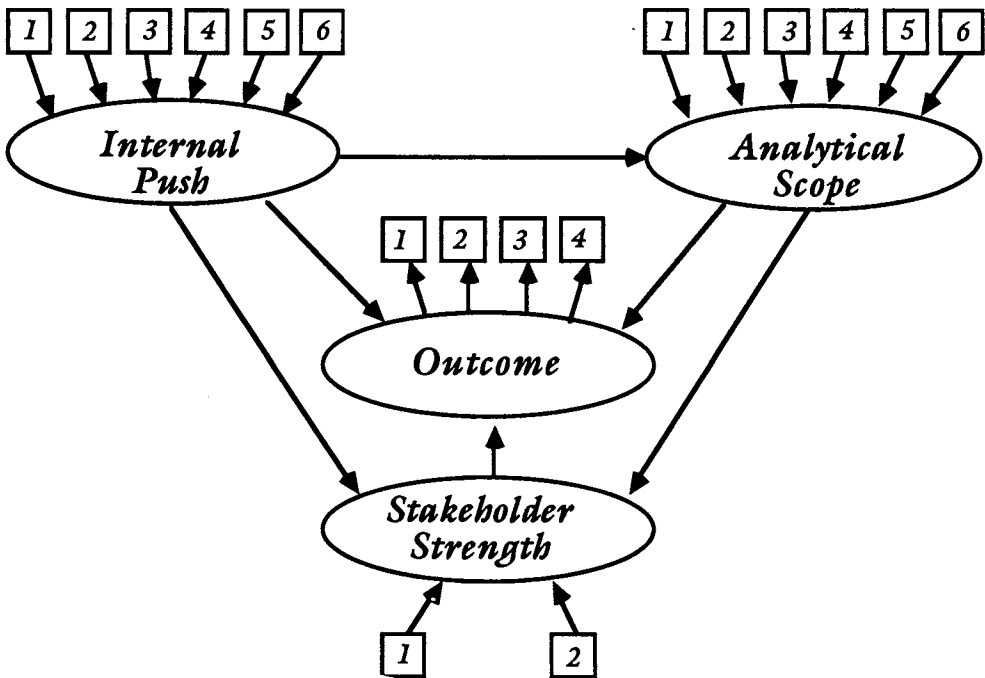 1 2 3 4 5 6
1 2 3 4 5 6
Internal
Push
Analytical
Scope
1 2 3 4
Outcome
Stakeholder
Strength
1 2